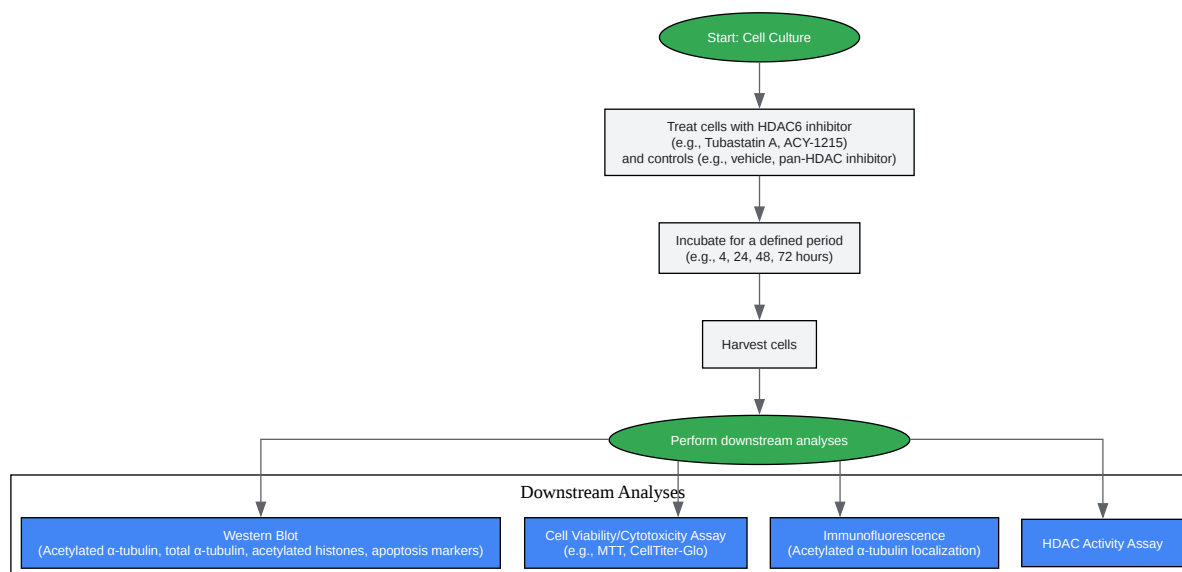 Start: Cell Culture
Treat cells with HDAC6 inhibitor
(e.g., Tubastatin A, ACY-1215)
and controls (e.g., vehicle, pan-HDAC inhibitor)
Incubate for a defined period
(e.g., 4, 24, 48, 72 hours)
Harvest cells
Perform downstream analyses
Downstream Analyses
Western Blot
(Acetylated α-tubulin, total α-tubulin, acetylated histones, apoptosis markers)
Cell Viability/Cytotoxicity Assay
(e.g., MTT, CellTiter-Glo)
Immunofluorescence
(Acetylated α-tubulin localization)
HDAC Activity Assay